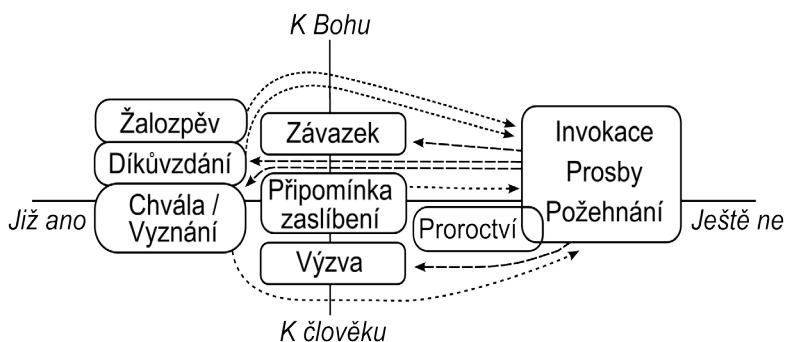 K Bohu
Žalozpěv
Díkůvzdání
Chvála /
Vyznání
Již ano
Závazek
Připomínka
zaslíbení
Výzva
Proroctví
Invokace
Prosby
Požehnání
Ještě ne
K člověku